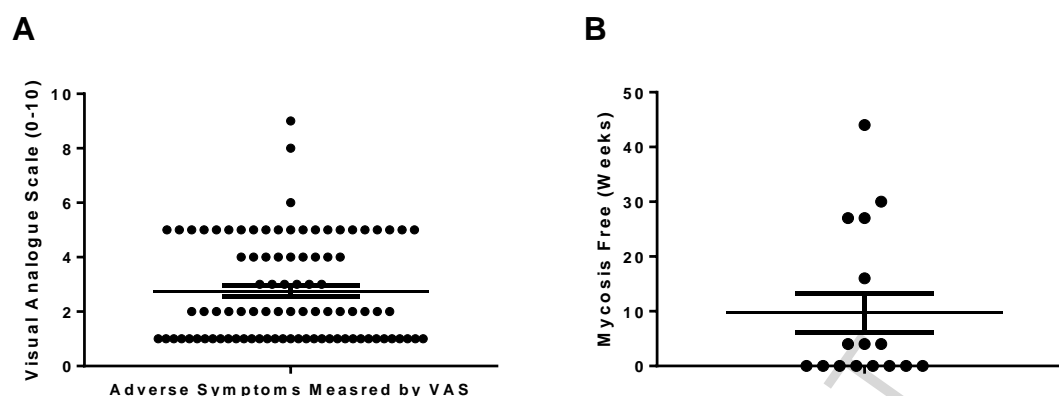 A
B
Visual Analogue Scale (0-10)
10
8
6
4
2
0
Adverse Symptoms Measred by VAS
Mycosis Free (Weeks)
50
40
30
20
10
0